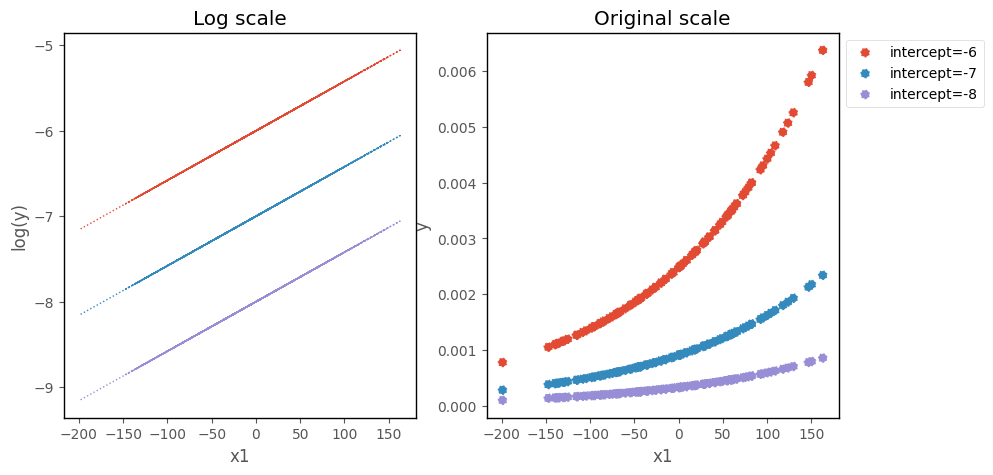 Log scale
−5
−6
−7
−8
−9
log(y)
−200 −150 −100 −50 0 50 100 150
x1
Original scale
0.006
0.005
0.004
0.003
0.002
0.001
0.000
y
−200 −150 −100 −50 0 50 100 150
x1
intercept=-6
intercept=-7
intercept=-8